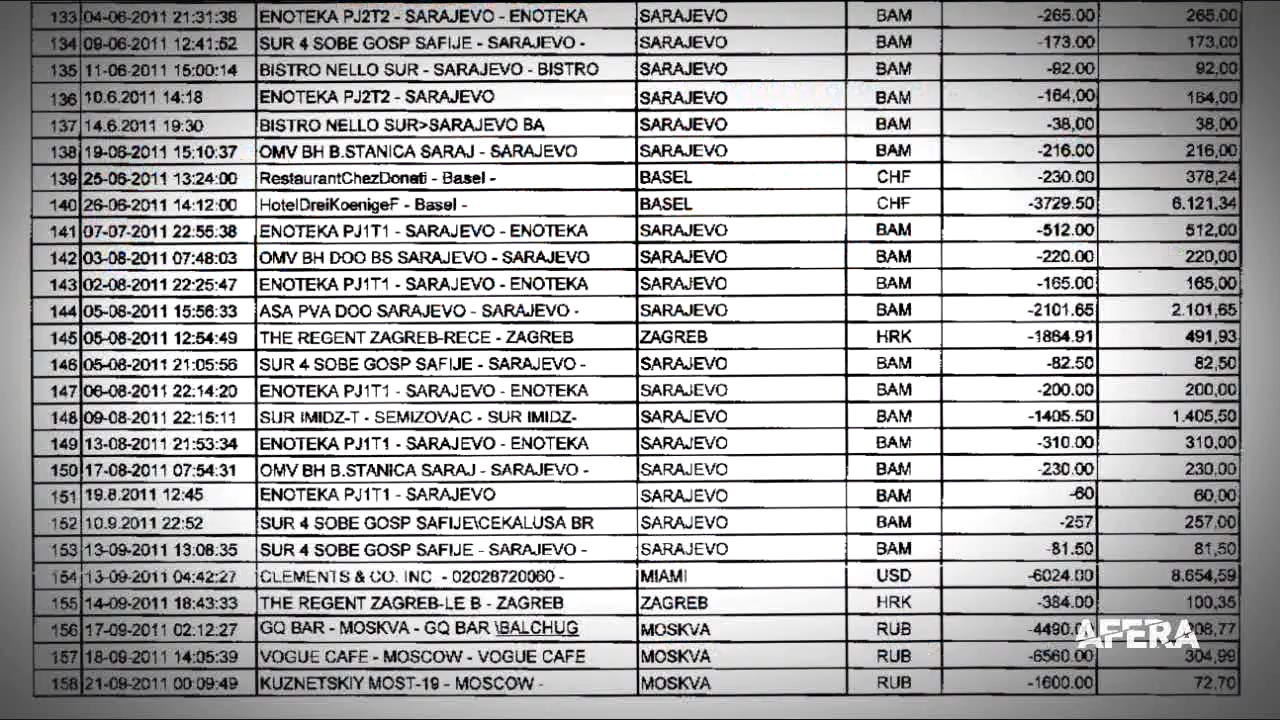 133 04-06-2011 21:31:38 ENOTEKA PJ2T2 - SARAJEVO - ENOTEKA SARAJEVO BAM -265.00 265.00
134 09-06-2011 12:41:52 SUR 4 SOBE GOSP SAFIJE - SARAJEVO - SARAJEVO BAM -173.00 173,00
135 11-06-2011 15:00:14 BISTRO NELLO SUR - SARAJEVO - BISTRO SARAJEVO BAM -92.00 92,00
136 10.6.2011 14:18 ENOTEKA PJ2T2 - SARAJEVO SARAJEVO BAM -164,00 164,00
137 14.6.2011 19:30 BISTRO NELLO SUR>SARAJEVO BA SARAJEVO BAM -38,00 38,00
138 19-06-2011 15:10:37 OMV BH B.STANICA SARAJ - SARAJEVO SARAJEVO BAM -216.00 216,00
139 25-06-2011 13:24:00 RestaurantChezDonati - Basel - BASEL CHF -230.00 378,24
140 26-06-2011 14:12:00 HotelDreiKoenigeF - Basel - BASEL CHF -3729.50 6.121,34
141 07-07-2011 22:55:38 ENOTEKA PJ1T1 - SARAJEVO - ENOTEKA SARAJEVO BAM -512.00 512,00
142 03-08-2011 07:48:03 OMV BH DOO BS SARAJEVO - SARAJEVO SARAJEVO BAM -220.00 220,00
143 02-08-2011 22:25:47 ENOTEKA PJ1T1 - SARAJEVO - ENOTEKA SARAJEVO BAM -165.00 165,00
144 05-08-2011 15:56:33 ASA PVA DOO SARAJEVO - SARAJEVO - SARAJEVO BAM -2101.65 2.101,65
145 05-08-2011 12:54:49 THE REGENT ZAGREB-RECE - ZAGREB ZAGREB HRK -1884.91 491,93
146 05-08-2011 21:05:56 SUR 4 SOBE GOSP SAFIJE - SARAJEVO - SARAJEVO BAM -82.50 82,50
147 06-08-2011 22:14:20 ENOTEKA PJ1T1 - SARAJEVO - ENOTEKA SARAJEVO BAM -200.00 200,00
148 09-08-2011 22:15:11 SUR IMIDZ-T - SEMIZOVAC - SUR IMIDZ- SARAJEVO BAM -1405.50 1.405,50
149 13-08-2011 21:53:34 ENOTEKA PJ1T1 - SARAJEVO - ENOTEKA SARAJEVO BAM -310.00 310,00
150 17-08-2011 07:54:31 OMV BH B.STANICA SARAJ - SARAJEVO - SARAJEVO BAM -230.00 230,00
151 19.8.2011 12:45 ENOTEKA PJ1T1 - SARAJEVO SARAJEVO BAM -60 60,00
152 10.9.2011 22:52 SUR 4 SOBE GOSP SAFIJE\CEKALUSA BR SARAJEVO BAM -257 257,00
153 13-09-2011 13:08:35 SUR 4 SOBE GOSP SAFIJE - SARAJEVO - SARAJEVO BAM -81.50 81,50
154 13-09-2011 04:42:27 CLEMENTS & CO. INC - 02028720060 - MIAMI USD -6024.00 8.654,59
155 14-09-2011 18:43:33 THE REGENT ZAGREB-LE B - ZAGREB ZAGREB HRK -384.00 100,35
156 17-09-2011 02:12:27 GQ BAR - MOSKVA - GQ BAR \BALCHUG MOSKVA RUB
AFERA
157 18-09-2011 14:05:39 VOGUE CAFE - MOSCOW - VOGUE CAFE MOSKVA RUB -6560.00 304,99
158 21-09-2011 00:09:49 KUZNETSKIY MOST-19 - MOSCOW - MOSKVA RUB -1600.00 72,70